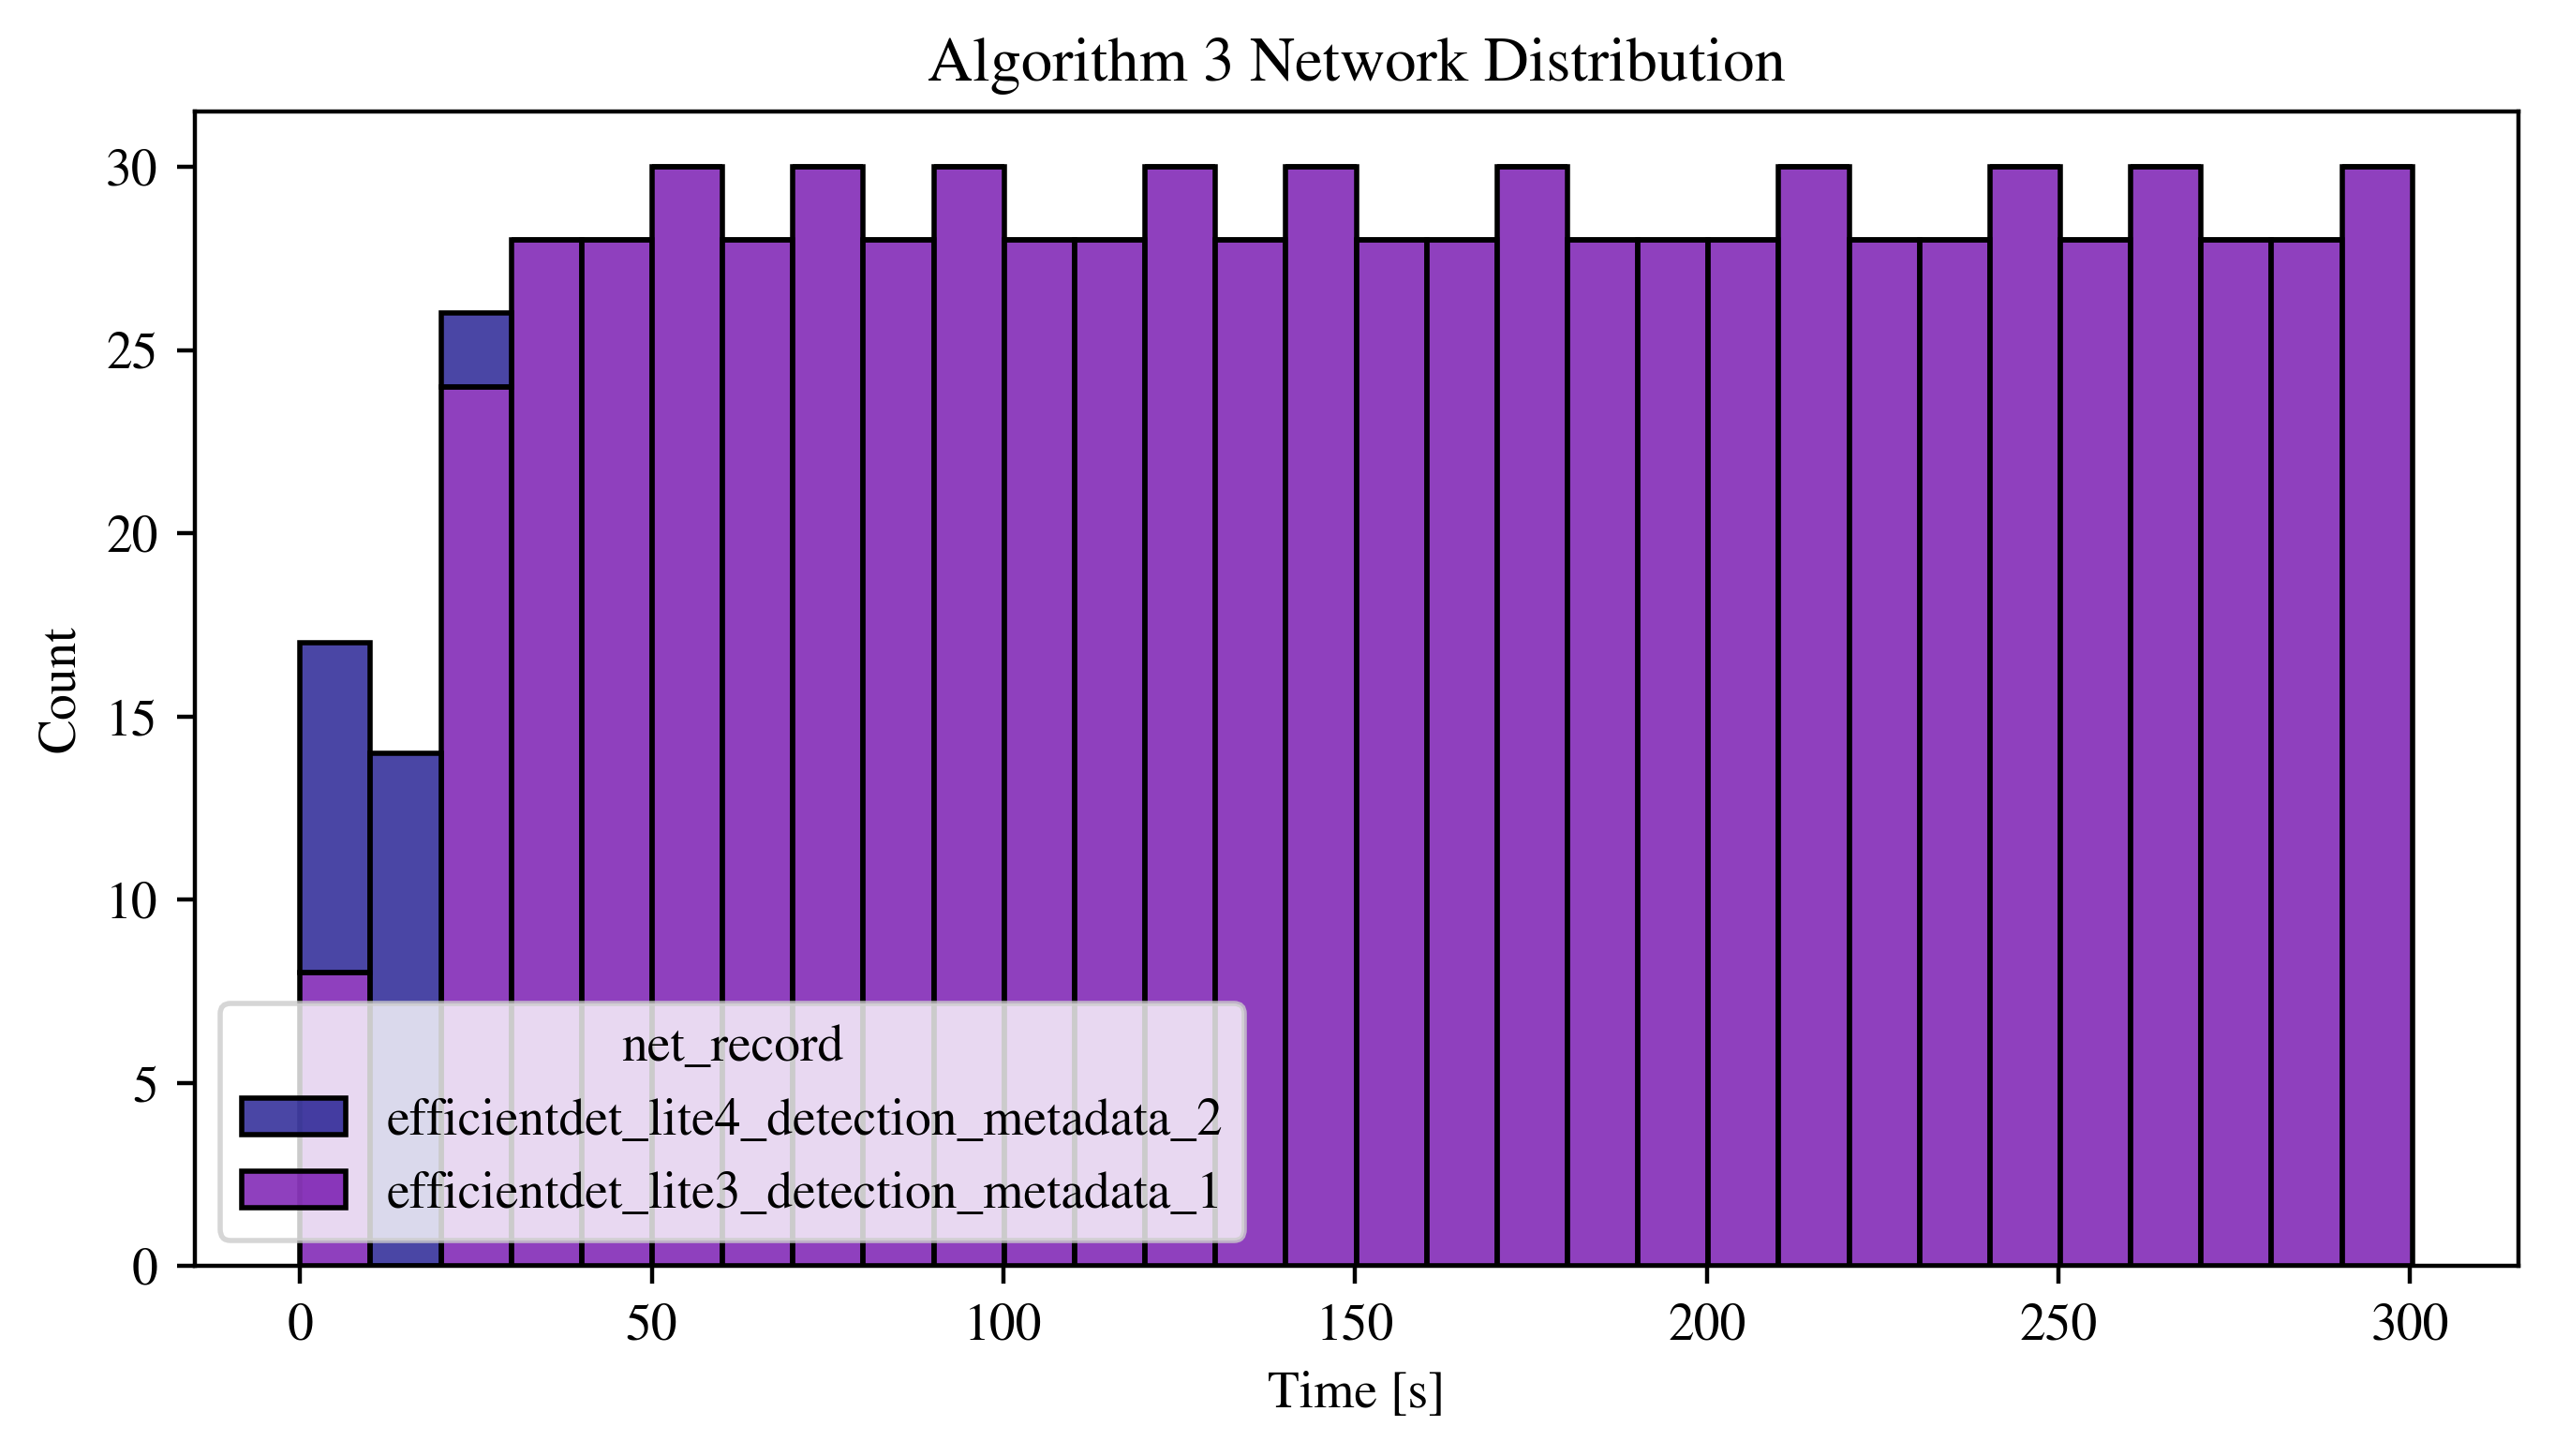 Algorithm 3 Network Distribution
30
25
20
15
10
5
0
Count
net_record
efficientdet_lite4_detection_metadata_2
efficientdet_lite3_detection_metadata_1
0 50 100 150 200 250 300
Time [s]